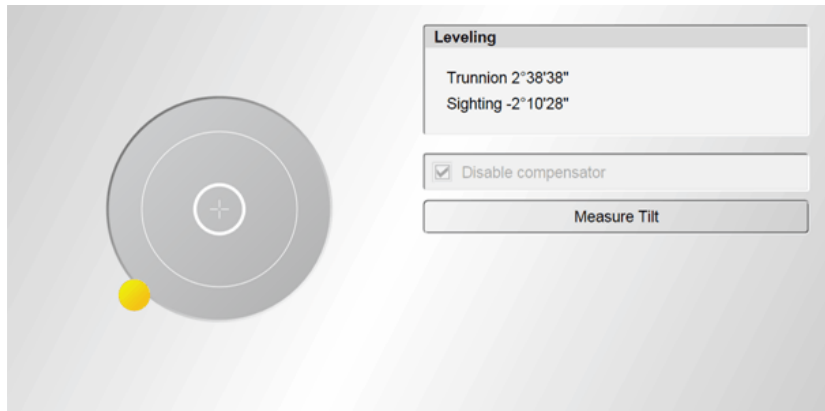 Leveling
Trunnion 2°38'38"
Sighting -2°10'28"
Disable compensator
Measure Tilt